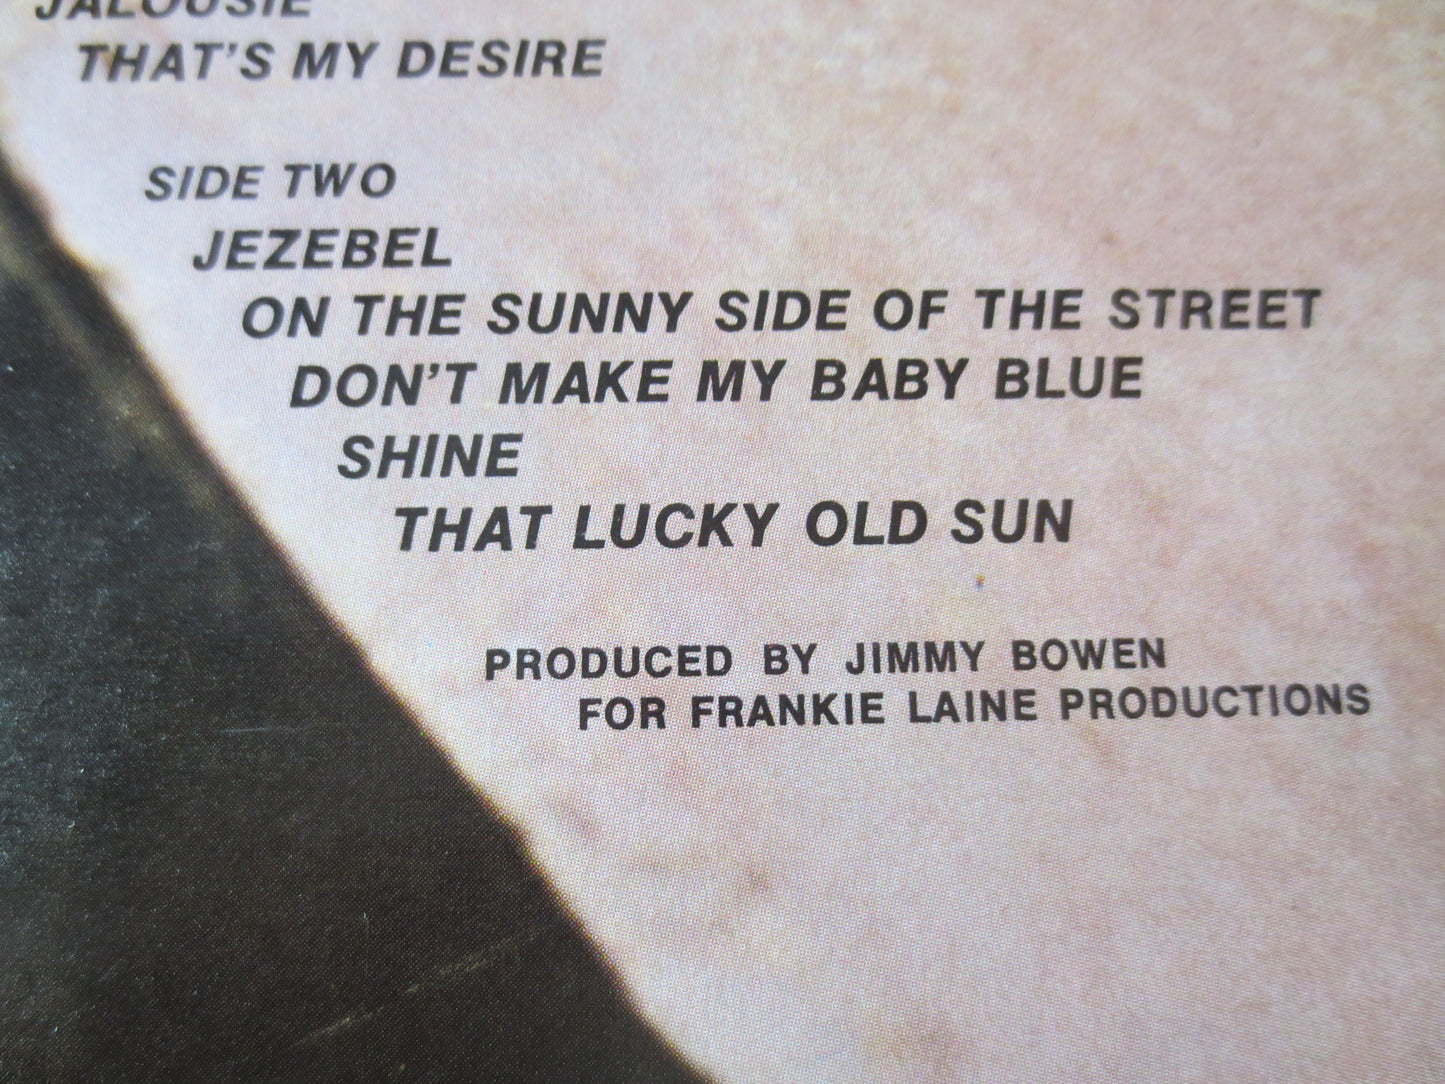 JALOUSIE
THAT'S MY DESIRE
SIDE TWO
JEZEBEL
ON THE SUNNY SIDE OF THE STREET
DON'T MAKE MY BABY BLUE
SHINE
THAT LUCKY OLD SUN
PRODUCED BY JIMMY BOWEN
FOR FRANKIE LAINE PRODUCTIONS